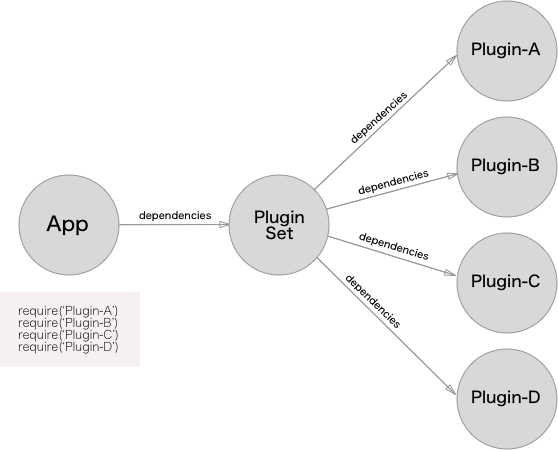 Plugin-A
dependencies
Plugin-B
dependencies
App
dependencies
Plugin
Set
dependencies
Plugin-C
dependencies
require('Plugin-A')
require('Plugin-B')
require('Plugin-C')
require('Plugin-D')
Plugin-D